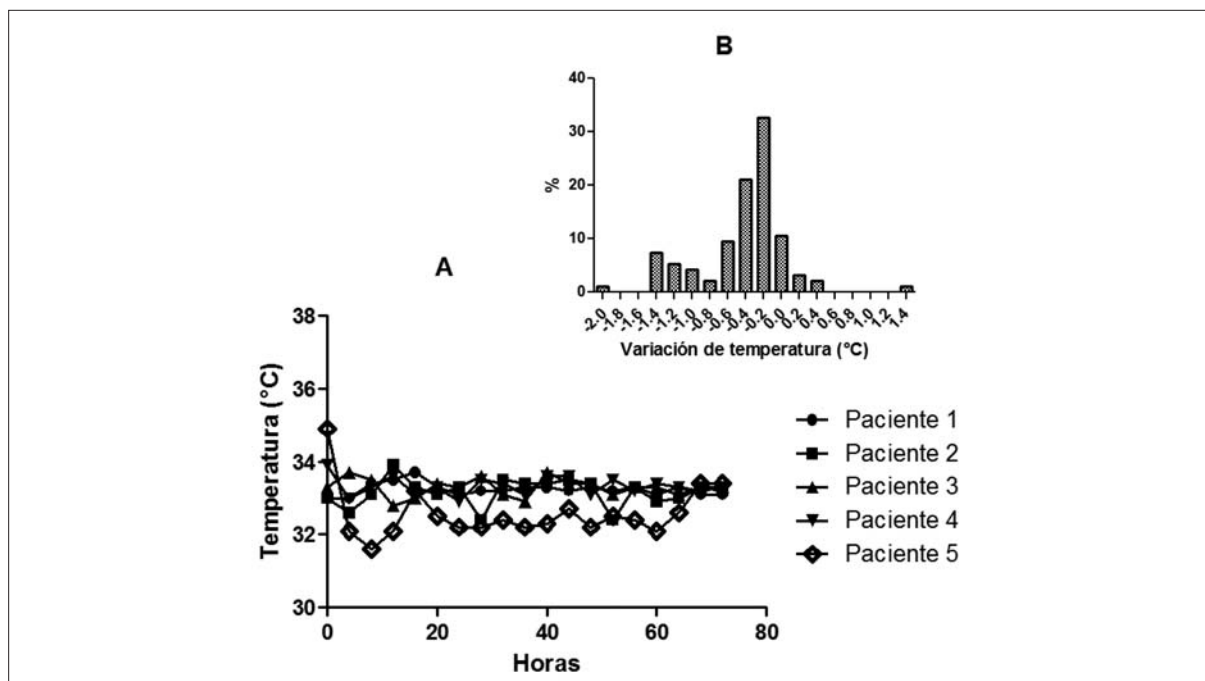 B
40
30
20
10
0
%
-2.0 -1.8 -1.6 -1.4 -1.2 -1.0 -0.8 -0.6 -0.4 -0.2 0.0 0.2 0.4 0.6 0.8 1.0 1.2 1.4
Variación de temperatura (°C)
A
38
36
34
32
30
Temperatura (°C)
0 20 40 60 80
Horas
Paciente 1
Paciente 2
Paciente 3
Paciente 4
Paciente 5